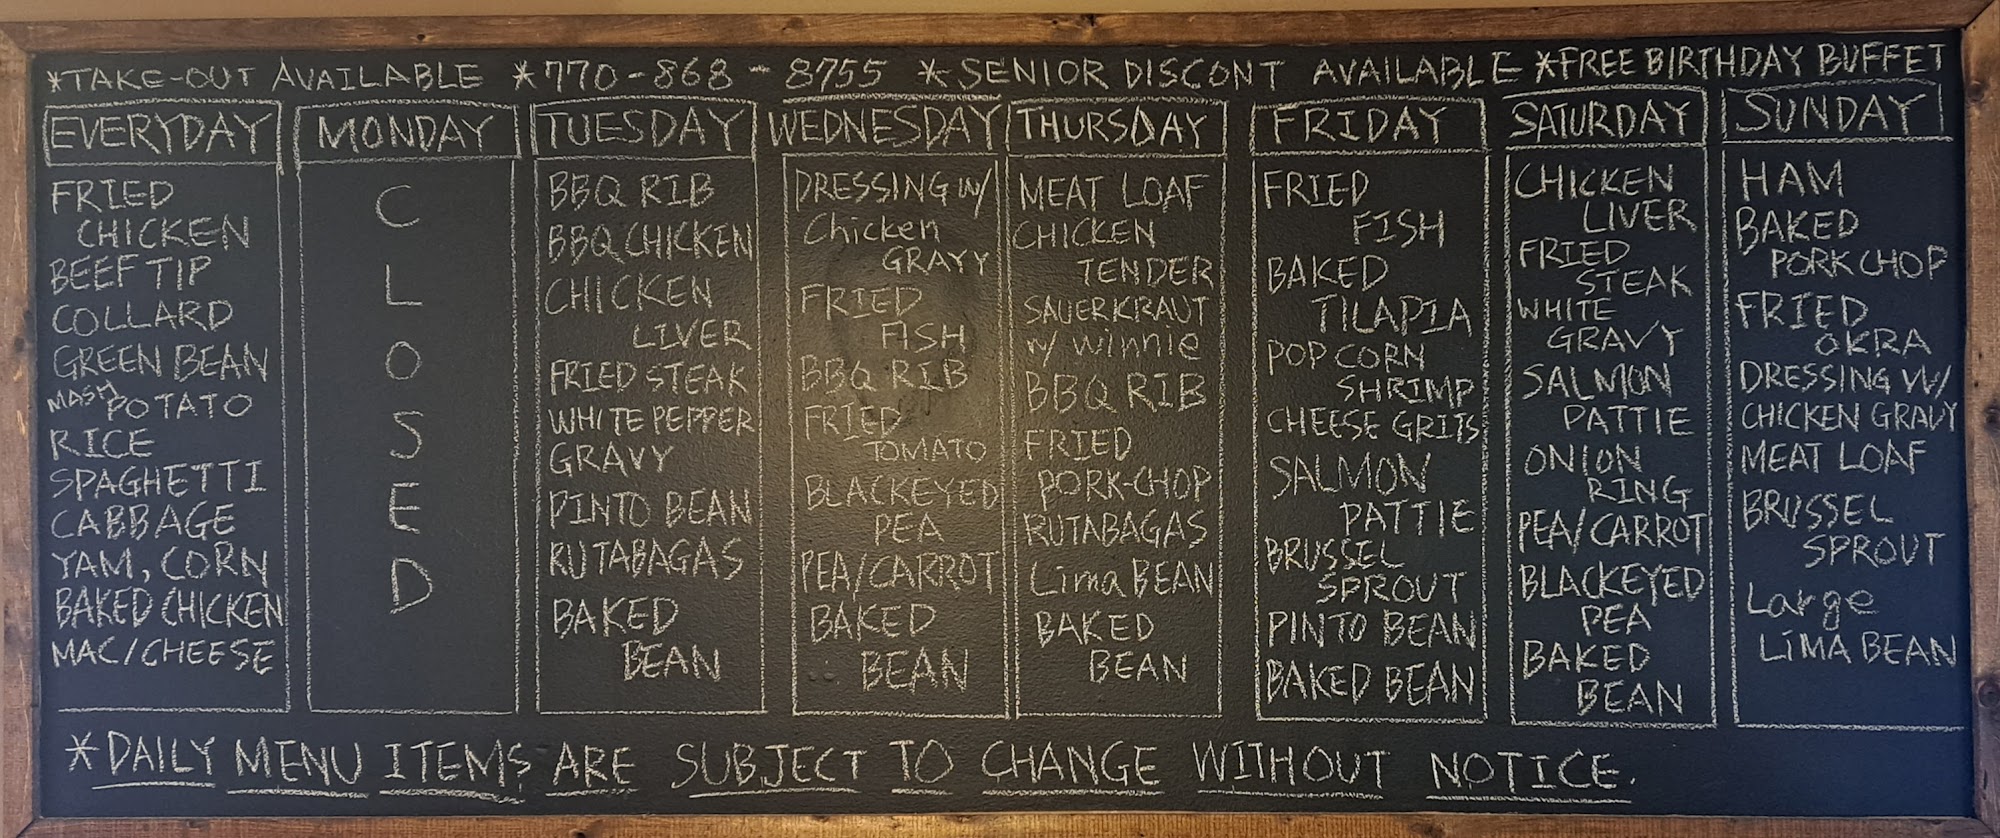 *TAKE-OUT AVAILABLE *770-868-8755 *SENIOR DISCONT AVAILABLE *FREE BIRTHDAY BUFFET
EVERYDAY
FRIED
CHICKEN
BEEF TIP
COLLARD
GREEN BEAN
MASH POTATO
RICE
SPAGHETTI
CABBAGE
YAM, CORN
BAKED CHICKEN
MAC/CHEESE
MONDAY
C
L
O
S
E
D
TUESDAY
BBQ RIB
BBQ CHICKEN
CHICKEN
LIVER
FRIED STEAK
WHITE PEPPER
GRAVY
PINTO BEAN
RUTABAGAS
BAKED
BEAN
WEDNESDAY
DRESSING W/
Chicken
GRAVY
FRIED
FISH
BBQ RIB
FRIED
TOMATO
BLACKEYED
PEA
PEA/CARROT
BAKED
BEAN
THURSDAY
MEAT LOAF
CHICKEN
TENDER
SAUERKRAUT
w/ winnie
BBQ RIB
FRIED
PORK-CHOP
RUTABAGAS
Lima BEAN
BAKED
BEAN
FRIDAY
FRIED
FISH
BAKED
TILAPIA
POP CORN
SHRIMP
CHEESE GRITS
SALMON
PATTIE
BRUSSEL
SPROUT
PINTO BEAN
BAKED BEAN
SATURDAY
CHICKEN
LIVER
FRIED
STEAK
WHITE
GRAVY
SALMON
PATTIE
ONION
RING
PEA/CARROT
BLACKEYED
PEA
BAKED
BEAN
SUNDAY
HAM
BAKED
PORK CHOP
FRIED
OKRA
DRESSING W/
CHICKEN GRAVY
MEAT LOAF
BRUSSEL
SPROUT
Large
LiMA BEAN
*DAILY MENU ITEMS ARE SUBJECT TO CHANGE WITHOUT NOTICE.